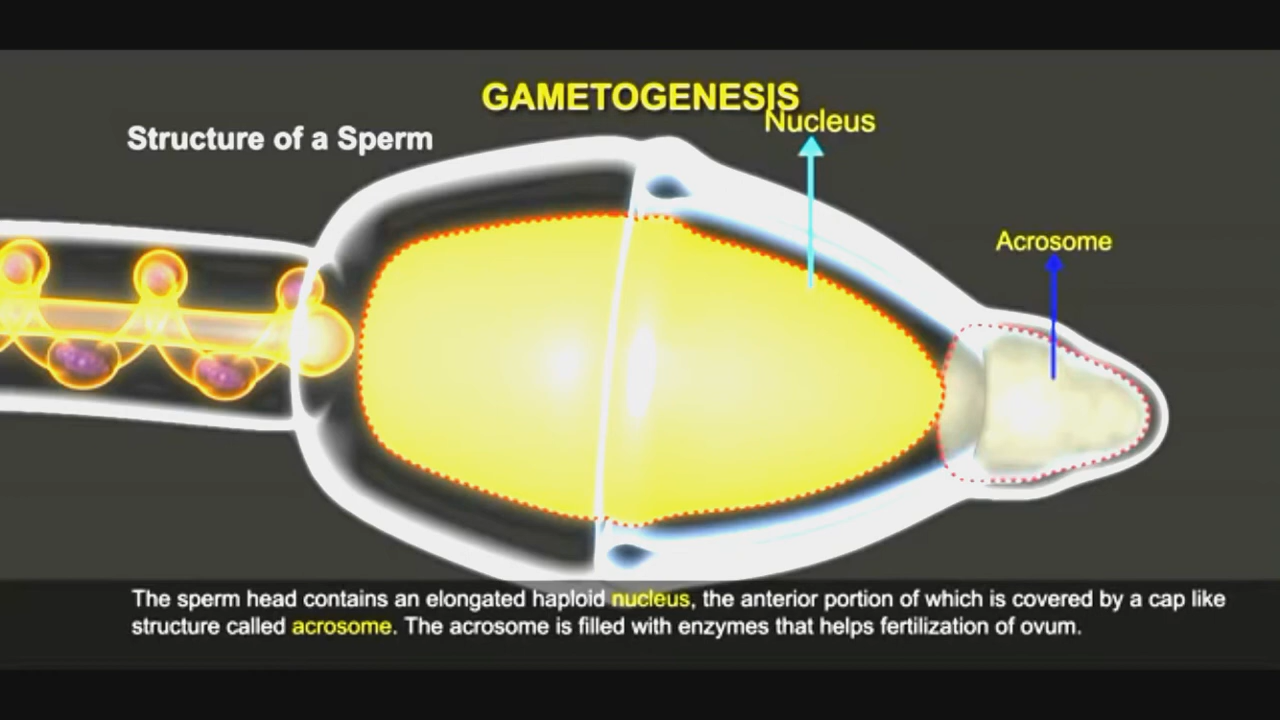 GAMETOGENESIS
Nucleus
Structure of a Sperm
Acrosome
The sperm head contains an elongated haploid nucleus, the anterior portion of which is covered by a cap like
structure called acrosome. The acrosome is filled with enzymes that helps fertilization of ovum.